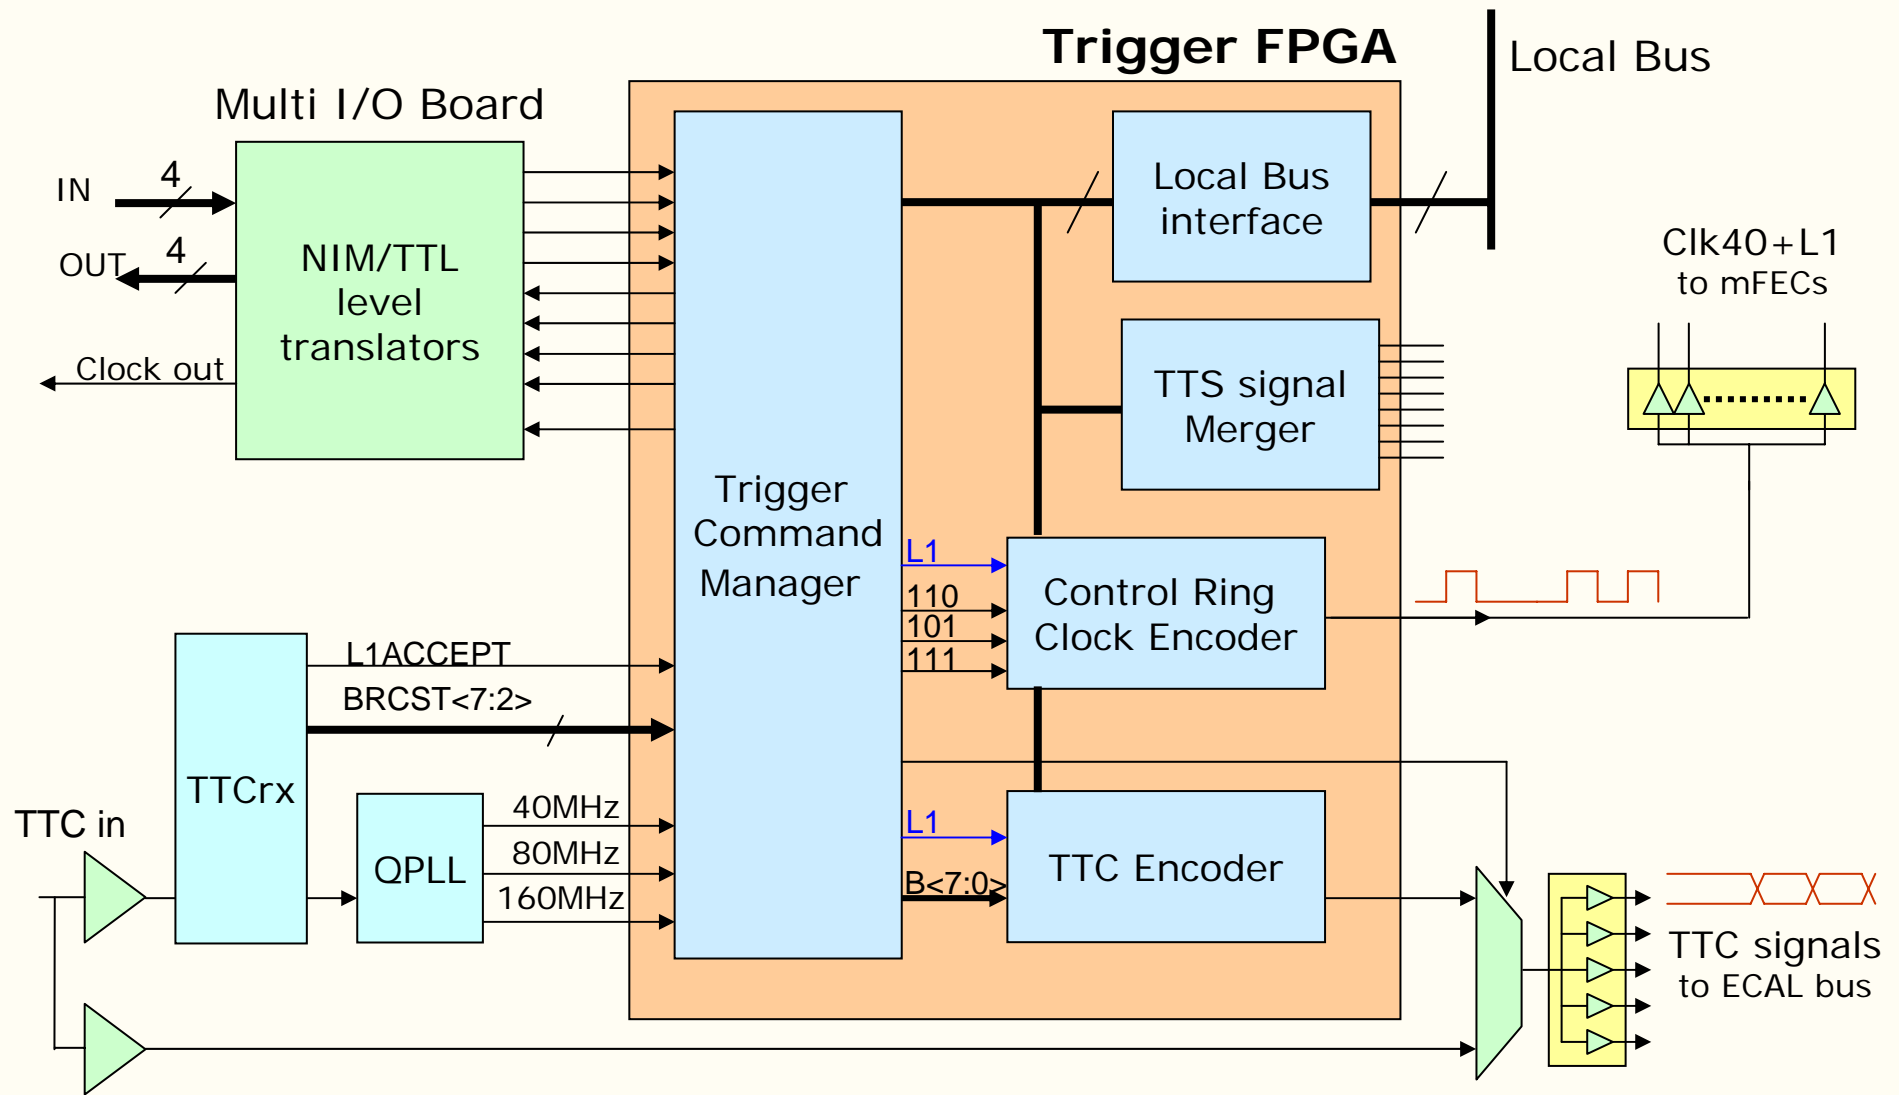 Trigger FPGA
Local Bus
Multi I/O Board
IN
4
OUT
4
Clock out
NIM/TTL
level
translators
Local Bus
interface
Clk40+L1
to mFECs
TTS signal
Merger
Trigger
Command
Manager
L1
110
101
111
Control Ring
Clock Encoder
L1ACCEPT
BRCST<7:2>
TTCrx
TTC in
QPLL
40MHz
80MHz
160MHz
L1
B<7:0>
TTC Encoder
TTC signals
to ECAL bus